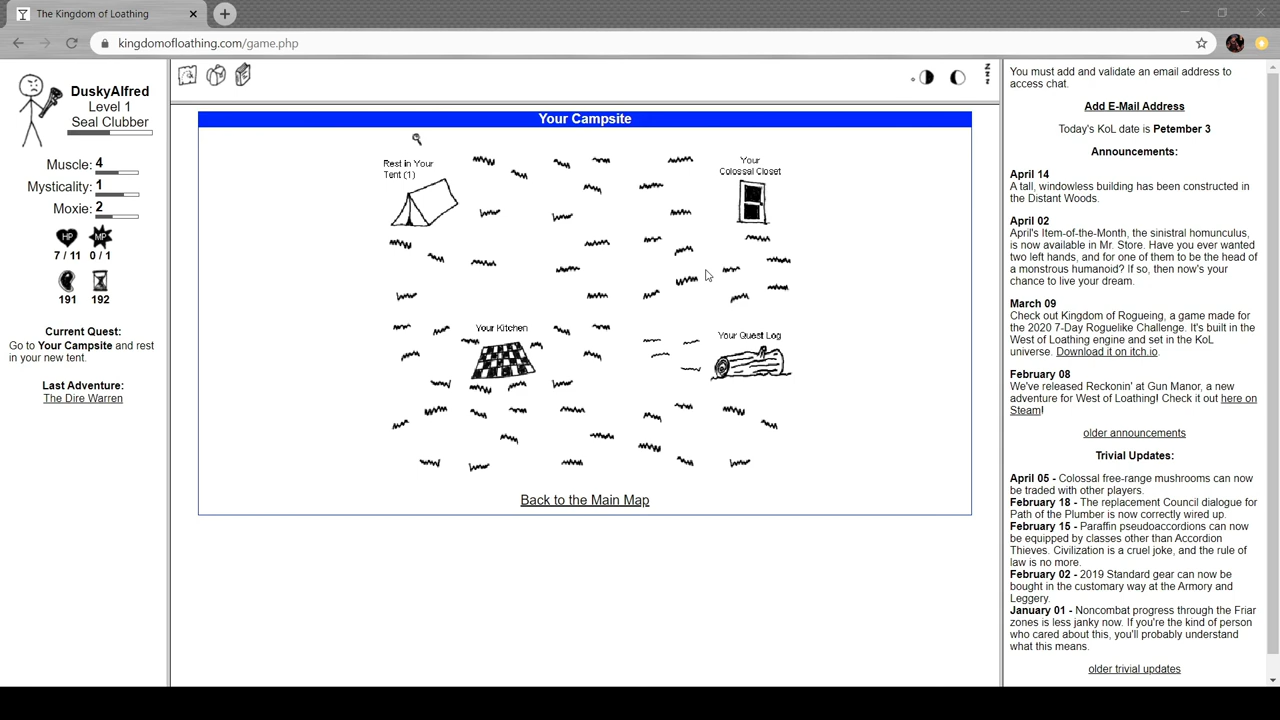 The Kingdom of Loathing
kingdomofloathing.com/game.php
DuskyAlfred
Level 1
Seal Clubber
Muscle: 4
Mysticality: 1
Moxie: 2
HP MP
7 / 11 0 / 1
191 192
Current Quest:
Go to Your Campsite and rest
in your new tent.
Last Adventure:
The Dire Warren
Z
Z
Z
Your Campsite
Rest in Your
Tent (1)
Your
Colossal Closet
Your Kitchen
Your Quest Log
Back to the Main Map
You must add and validate an email address to
access chat.
Add E-Mail Address
Today's KoL date is Petember 3
Announcements:
April 14
A tall, windowless building has been constructed in
the Distant Woods.
April 02
April's Item-of-the-Month, the sinistral homunculus,
is now available in Mr. Store. Have you ever wanted
two left hands, and for one of them to be the head of
a monstrous humanoid? If so, then now's your
chance to live your dream.
March 09
Check out Kingdom of Rogueing, a game made for
the 2020 7-Day Roguelike Challenge. It's built in the
West of Loathing engine and set in the KoL
universe. Download it on itch.io.
February 08
We've released Reckonin' at Gun Manor, a new
adventure for West of Loathing! Check it out here on
Steam!
older announcements
Trivial Updates:
April 05 - Colossal free-range mushrooms can now
be traded with other players.
February 18 - The replacement Council dialogue for
Path of the Plumber is now correctly wired up.
February 15 - Paraffin pseudoaccordions can now
be equipped by classes other than Accordion
Thieves. Civilization is a cruel joke, and the rule of
law is no more.
February 02 - 2019 Standard gear can now be
bought in the customary way at the Armory and
Leggery.
January 01 - Noncombat progress through the Friar
zones is less janky now. If you're the kind of person
who cared about this, you'll probably understand
what this means.
older trivial updates